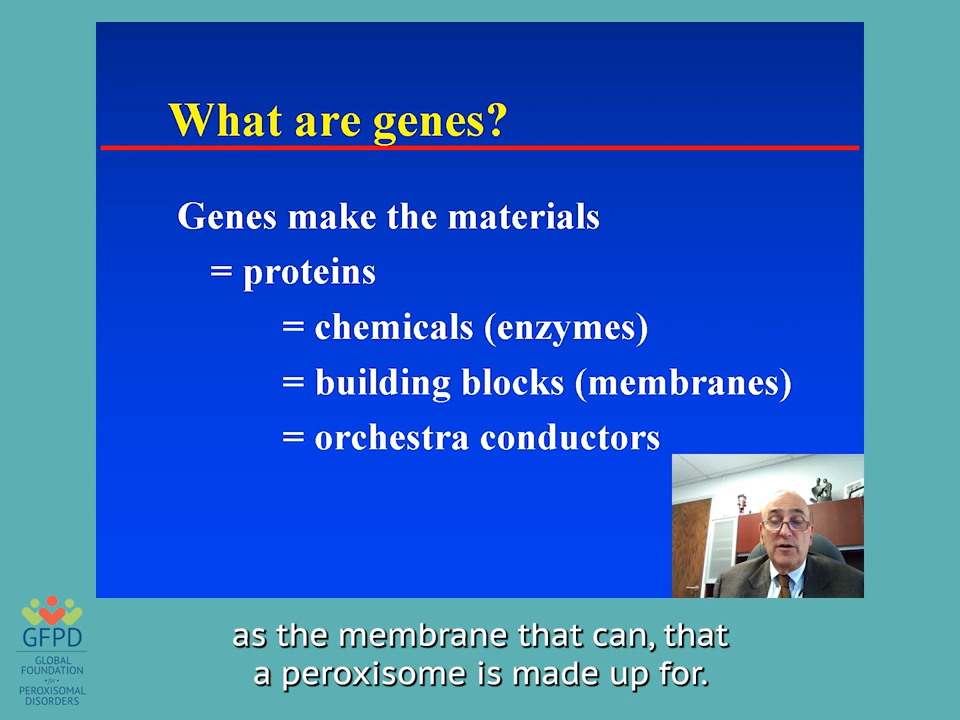 What are genes?
Genes make the materials
= proteins
= chemicals (enzymes)
= building blocks (membranes)
= orchestra conductors
GFPD
GLOBAL
FOUNDATION
-for-
PEROXISOMAL
DISORDERS
as the membrane that can, that
a peroxisome is made up for.